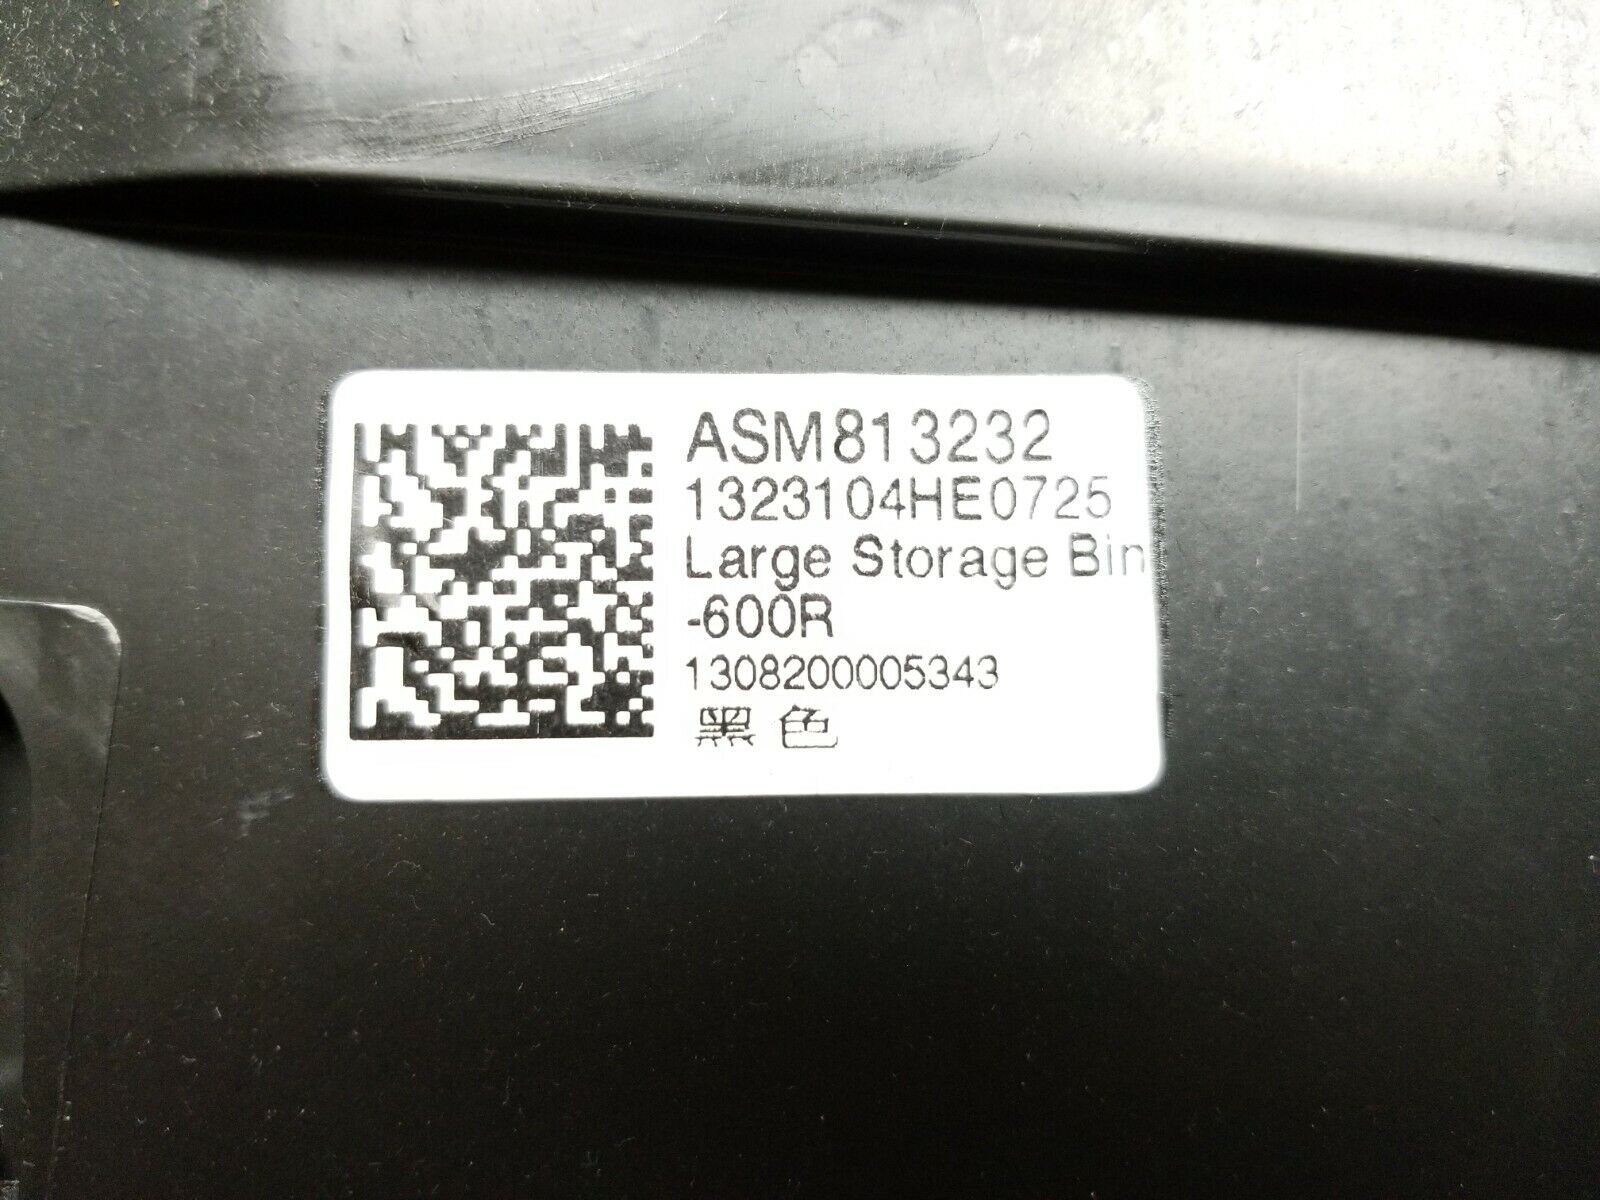 ASM813232
1323104HE0725
Large Storage Bin
-600R
1308200005343
黑色